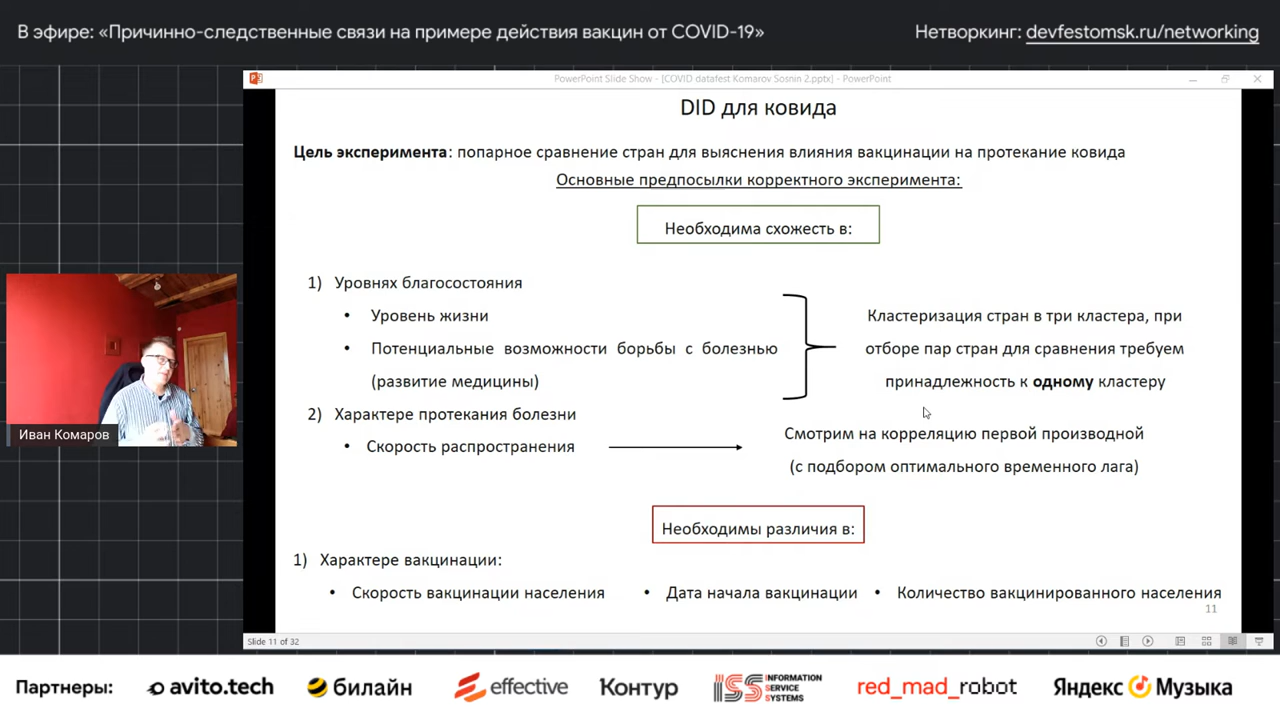 В эфире: «Причинно-следственные связи на примере действия вакцин от COVID-19»
Нетворкинг: devfestomsk.ru/networking
PowerPoint Slide Show - [COVID datafest Komarov Sosnin 2.pptx] - PowerPoint
DID для ковида
Цель эксперимента: попарное сравнение стран для выяснения влияния вакцинации на протекание ковида
Основные предпосылки корректного эксперимента:
Необходима схожесть в:
1) Уровнях благосостояния
• Уровень жизни
• Потенциальные возможности борьбы с болезнью
(развитие медицины)
Кластеризация стран в три кластера, при
отборе пар стран для сравнения требуем
принадлежность к одному кластеру
2) Характере протекания болезни
• Скорость распространения
Смотрим на корреляцию первой производной
(с подбором оптимального временного лага)
Необходимы различия в:
1) Характере вакцинации:
• Скорость вакцинации населения
• Дата начала вакцинации
• Количество вакцинированного населения
11
Slide 11 of 32
Иван Комаров
Партнеры:
avito.tech
билайн
effective
Контур
ISS INFORMATION
SERVICE
SYSTEMS
red_mad_robot
Яндекс Музыка